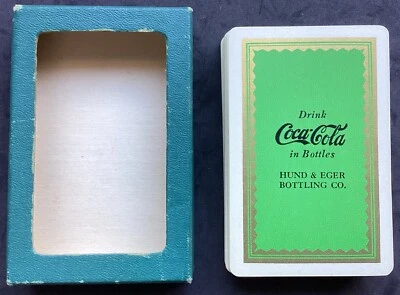 Drink
Coca-Cola
in Bottles
HUND & EGER
BOTTLING CO.